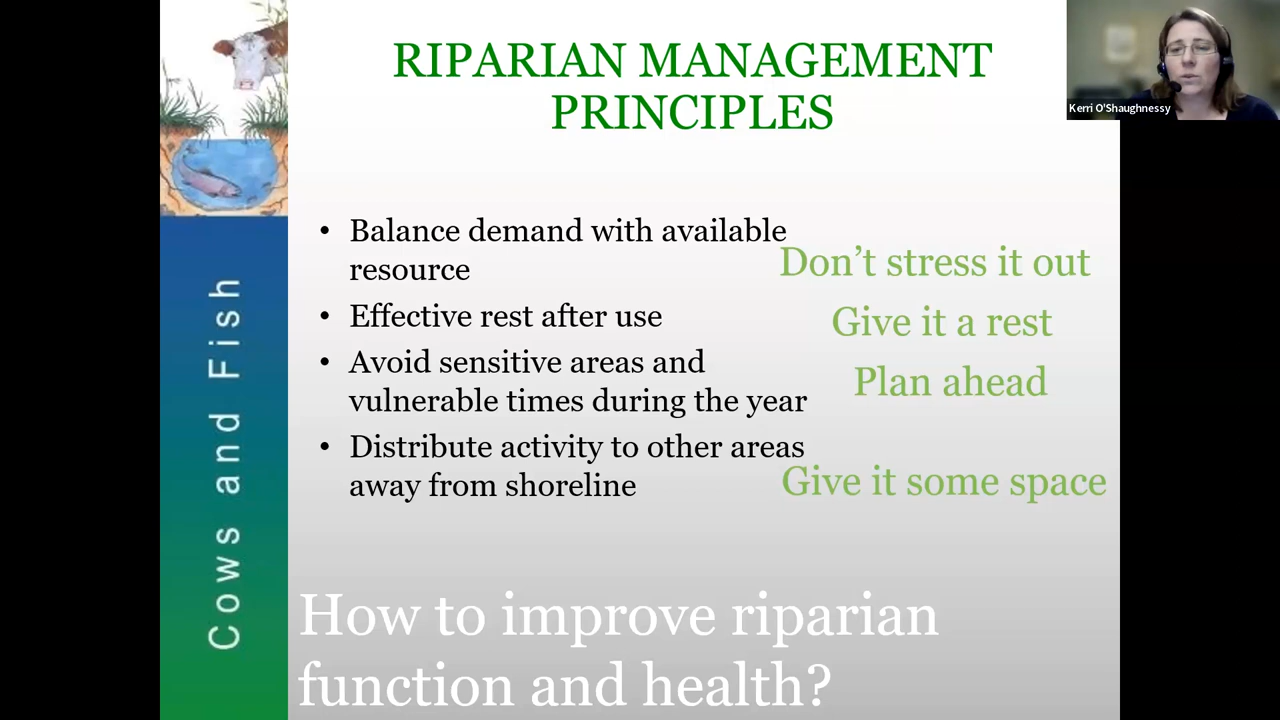 RIPARIAN MANAGEMENT
PRINCIPLES
Kerri O'Shaughnessy
• Balance demand with available
resource
Don’t stress it out
• Effective rest after use
Give it a rest
• Avoid sensitive areas and
vulnerable times during the year
Plan ahead
• Distribute activity to other areas
away from shoreline
Give it some space
How to improve riparian
function and health?
Cows and Fish